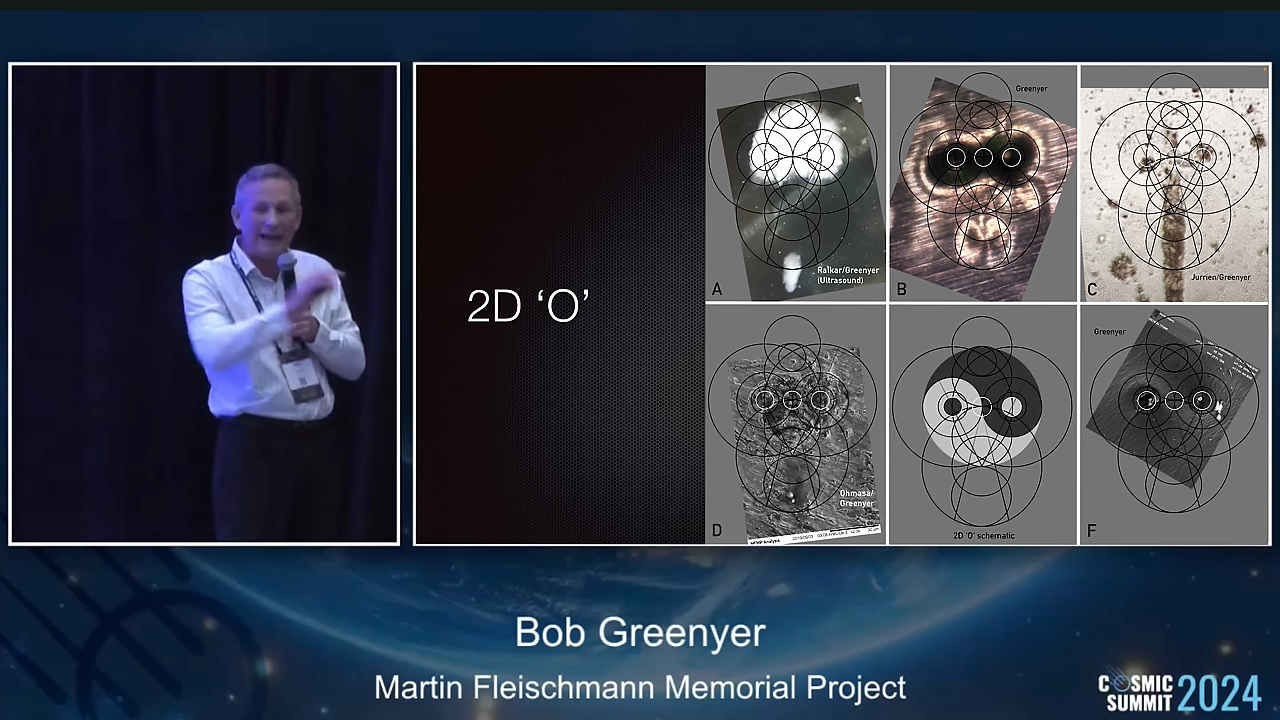 2D ‘O’
Ralkar/Greenyer
(Ultrasound)
A
Greenyer
B
Jurrien/Greenyer
C
Ohmasa/
Greenyer
D
2D ‘O’ schematic
Greenyer
F
Bob Greenyer
Martin Fleischmann Memorial Project
COSMIC
SUMMIT 2024